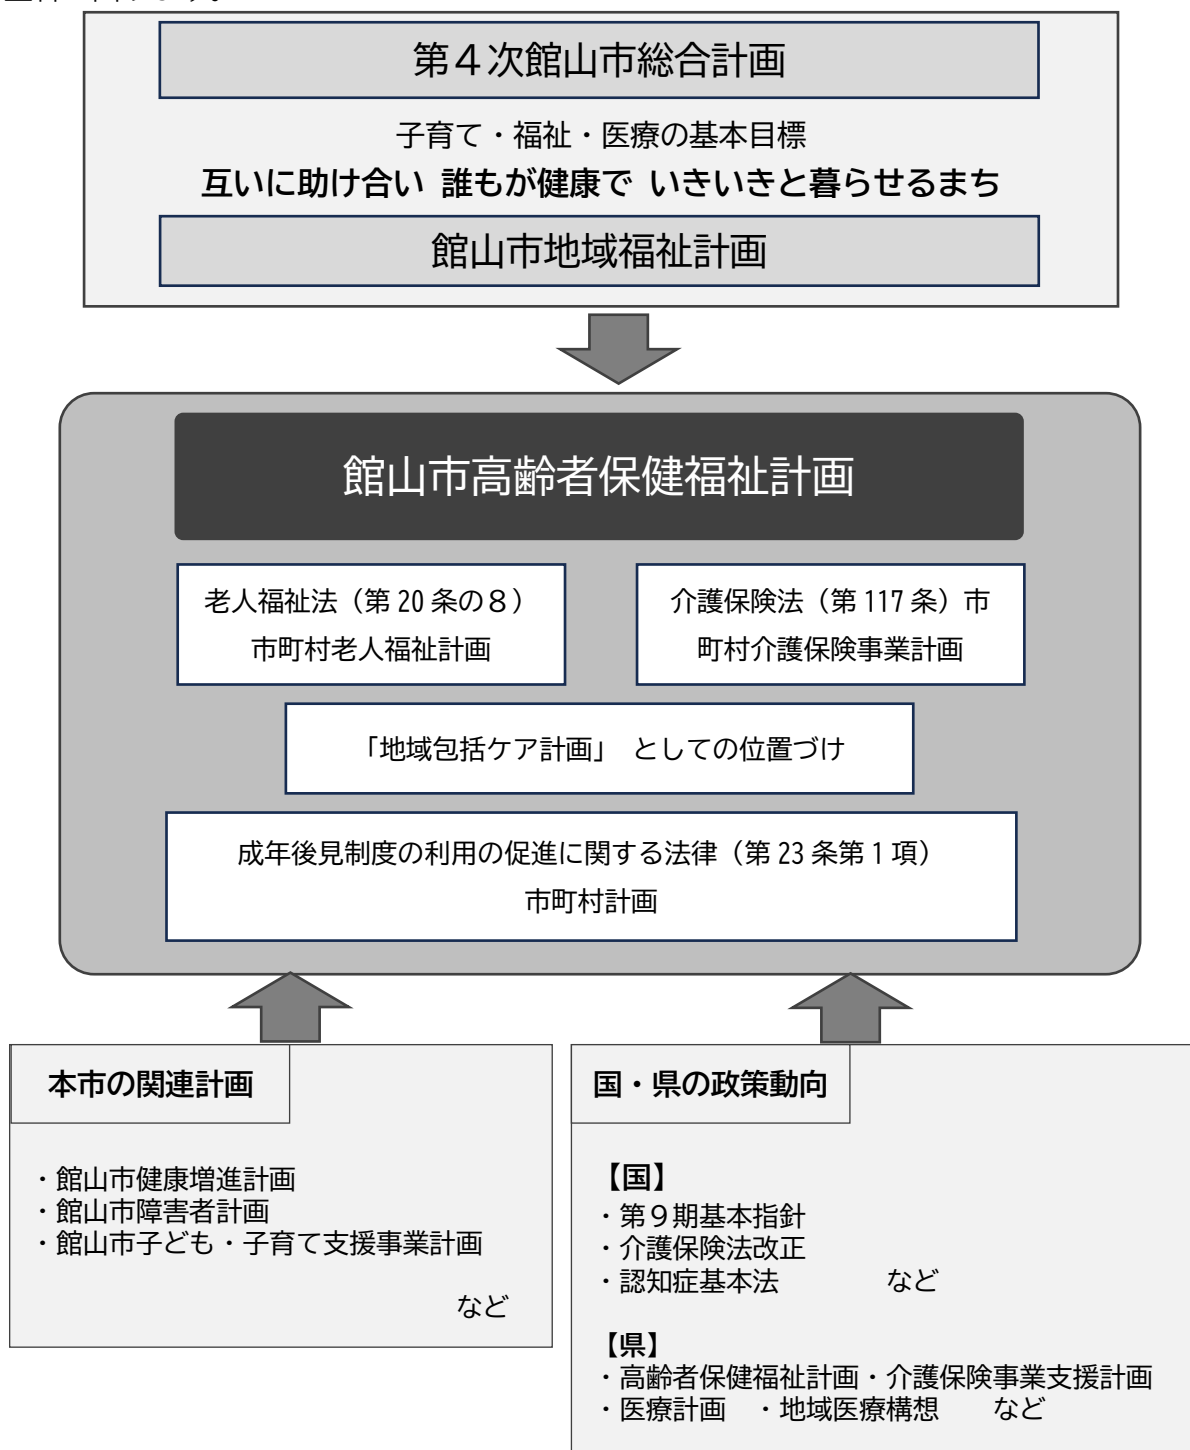 第４次館山市総合計画
子育て・福祉・医療の基本目標
互いに助け合い 誰もが健康で いきいきと暮らせるまち
館山市地域福祉計画
館山市高齢者保健福祉計画
老人福祉法（第 20 条の８）
市町村老人福祉計画
介護保険法（第 117 条）市
町村介護保険事業計画
「地域包括ケア計画」 としての位置づけ
成年後見制度の利用の促進に関する法律（第 23 条第 1 項）
市町村計画
本市の関連計画
・館山市健康増進計画
・館山市障害者計画
・館山市子ども・子育て支援事業計画
など
国・県の政策動向
【国】
・第９期基本指針
・介護保険法改正
・認知症基本法　　　　など
【県】
・高齢者保健福祉計画・介護保険事業支援計画
・医療計画　・地域医療構想　　など